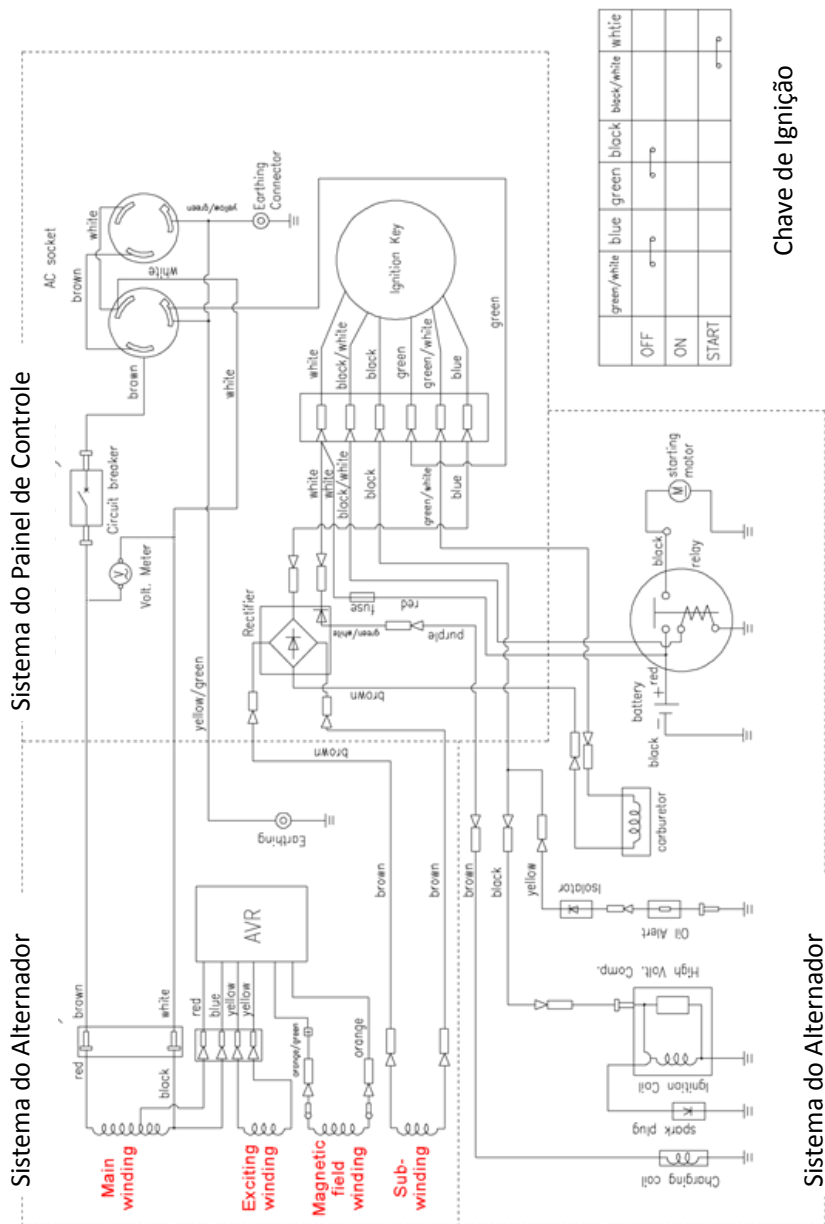 Sistema do Painel de Controle
Sistema do Alternador
AC socket
brown
white
white
brown
Circuit breaker
Volt. Meter
V
white
yellow/green
Earthing
Connector
yellow/green
Earthing
Ignition Key
white
black/white
black
green
green/white
blue
green
white
white
black/white
black
green/white
blue
Rectifier
green/white
purple
fuse
red
brown
brown
brown
white
red
black
Main
winding
AVR
red
blue
yellow
yellow
Exciting
winding
orange/green
orange
Magnetic
field
winding
brown
brown
Sub-
winding
brown
black
yellow
Isolator
Oil Alert
High Volt. Comp.
Ignition Coil
spark plug
Charging coil
carburetor
battery
black
−
+
red
relay
black
M
starting
motor
green/white
blue
green
black
black/white
whtie
OFF
ON
START
Chave de Ignição
Sistema do Alternador